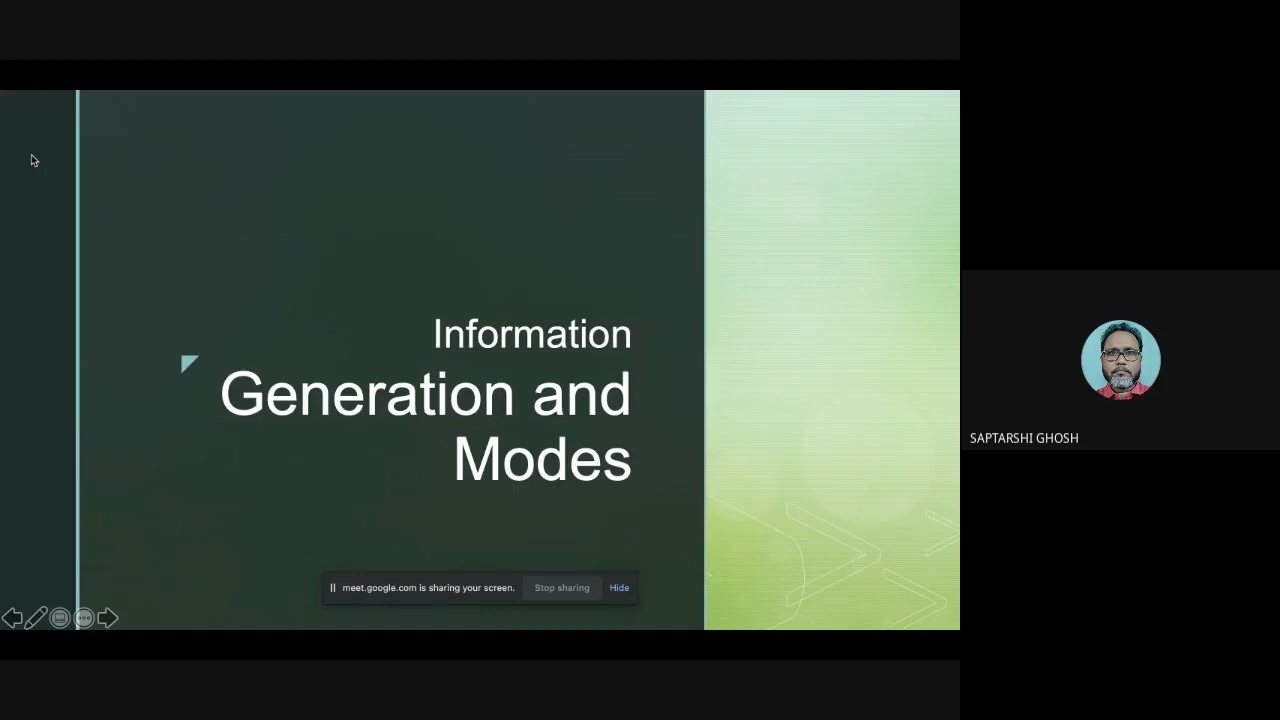 Information
Generation and
Modes
meet.google.com is sharing your screen. Stop sharing Hide
SAPTARSHI GHOSH